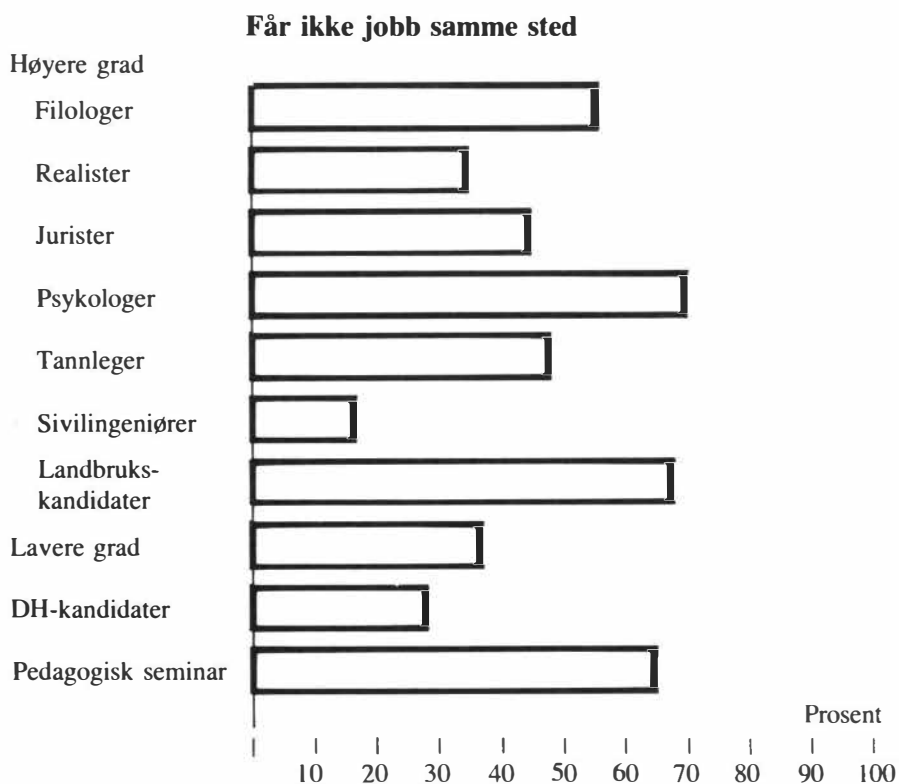 Får ikke jobb samme sted
Høyere grad
Filologer
Realister
Jurister
Psykologer
Tannleger
Sivilingeniører
Landbruks-
kandidater
Lavere grad
DH-kandidater
Pedagogisk seminar
Prosent
10 20 30 40 50 60 70 80 90 100